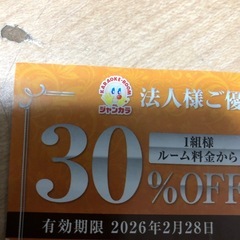 KARAOKE-ROOM
ジャンカラ
法人様ご優
1組様
ルーム料金から
30%OFF
有効期限 2026年2月28日